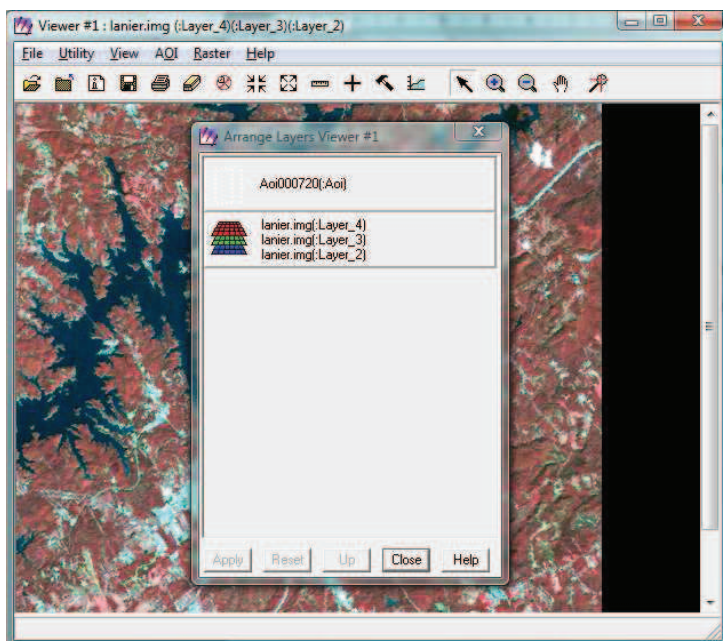 Viewer #1 : lanier.img (:Layer_4)(:Layer_3)(:Layer_2)
File Utility View AOI Raster Help
Arrange Layers Viewer #1
Aoi000720(:Aoi)
lanier.img(:Layer_4)
lanier.img(:Layer_3)
lanier.img(:Layer_2)
Apply Reset Up Close Help